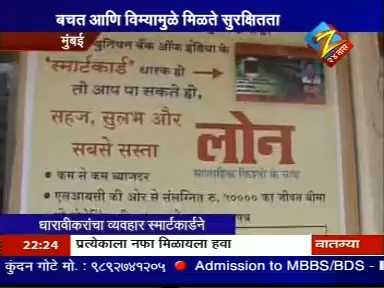 बचत आणि विम्यामुळे मिळते सुरक्षितता
मुंबई
२४ तास
यूनियन बैंक ऑफ इंडिया के
'स्मार्टकार्ड' धारक हो
तो आप पा सकते हो,
सहज, सुलभ और
सबसे सस्ता
लोन
साप्ताहिक किश्तों के साथ
• कम से कम ब्याजदर
• एलआयसी की ओर से संलग्नित रु. ३०००० का जीवन बीमा
धारावीकरांचा व्यवहार स्मार्टकार्डने
22:24 प्रत्येकाला नफा मिळायला हवा बातम्या
कुंदन गोटे मो. : ९८९२७४१२०५ Admission to MBBS/BDS -